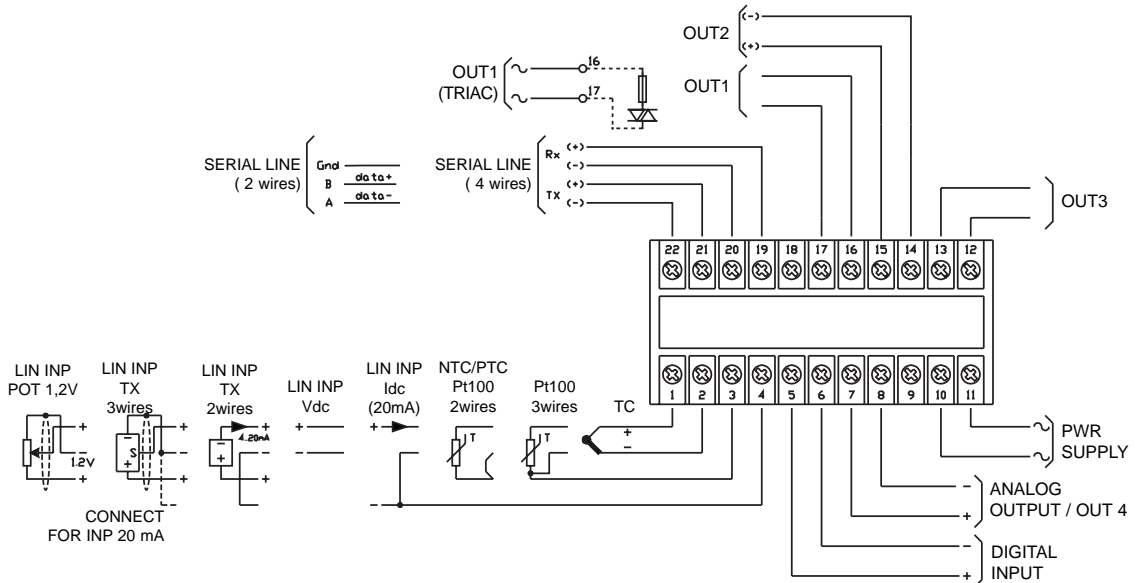 OUT2
(-)
(+)
OUT1
(TRIAC)
16
17
OUT1
SERIAL LINE
( 2 wires)
Gnd
B data+
A data-
SERIAL LINE
( 4 wires)
Rx (+)
(-)
TX (+)
(-)
OUT3
22 21 20 19 18 17 16 15 14 13 12
1 2 3 4 5 6 7 8 9 10 11
LIN INP
POT 1,2V
+
+
1.2V
+
LIN INP
TX
3wires
S
-
+
+
+
-
+
-
CONNECT
FOR INP 20 mA
LIN INP
TX
2wires
-
+
4..20mA
+
-
+
-
LIN INP
Vdc
+
-
LIN INP
Idc
(20mA)
+
-
-
NTC/PTC
Pt100
2wires
T
Pt100
3wires
T
TC
+
-
PWR
SUPPLY
-
+
ANALOG
OUTPUT / OUT 4
-
+
DIGITAL
INPUT